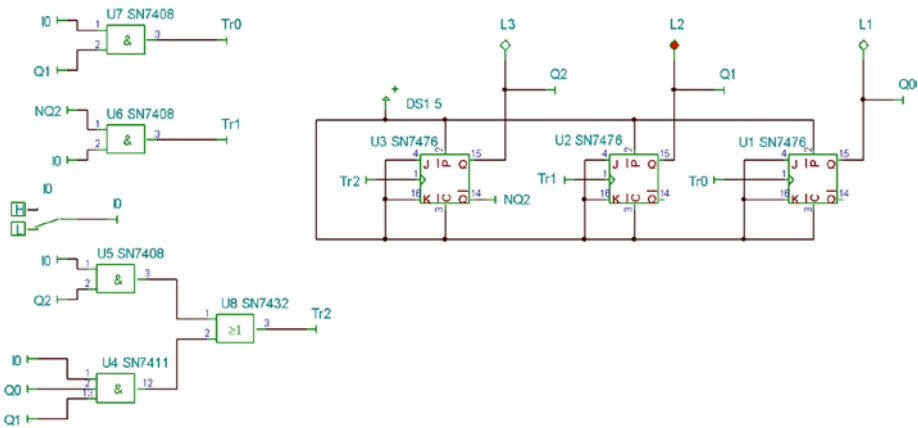 U7 SN7408
I0
1
2
Q1
&
3
Tr0
U6 SN7408
NQ2
1
2
I0
&
3
Tr1
I0
H
L
I0
U5 SN7408
I0
1
2
Q2
&
3
U8 SN7432
1
2
≥1
3
Tr2
U4 SN7411
I0
Q0
Q1
1
2
13
&
12
L3
L2
L1
Q2
Q1
Q0
+
DS1 5
U3 SN7476
4
2
15
J P Q
Tr2
1
16
K C Q
14
NQ2
3
U2 SN7476
4
2
15
J P Q
Tr1
1
16
K C Q
14
3
U1 SN7476
4
2
15
J P Q
Tr0
1
16
K C Q
14
3